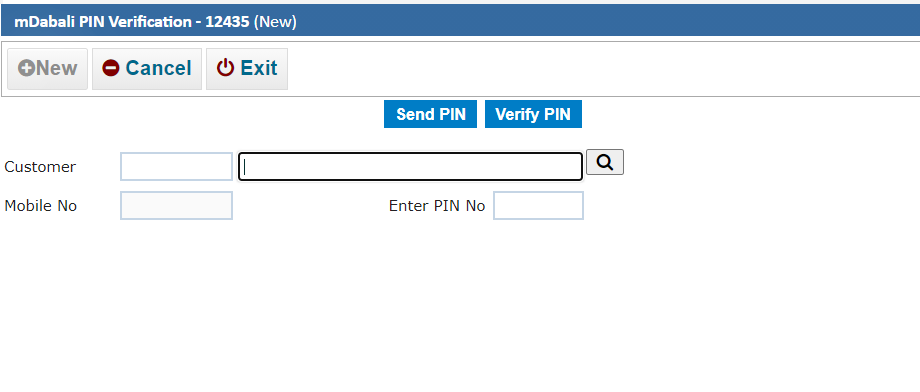 mDabali PIN Verification - 12435 (New)
New Cancel Exit
Send PIN Verify PIN
Customer
Mobile No Enter PIN No